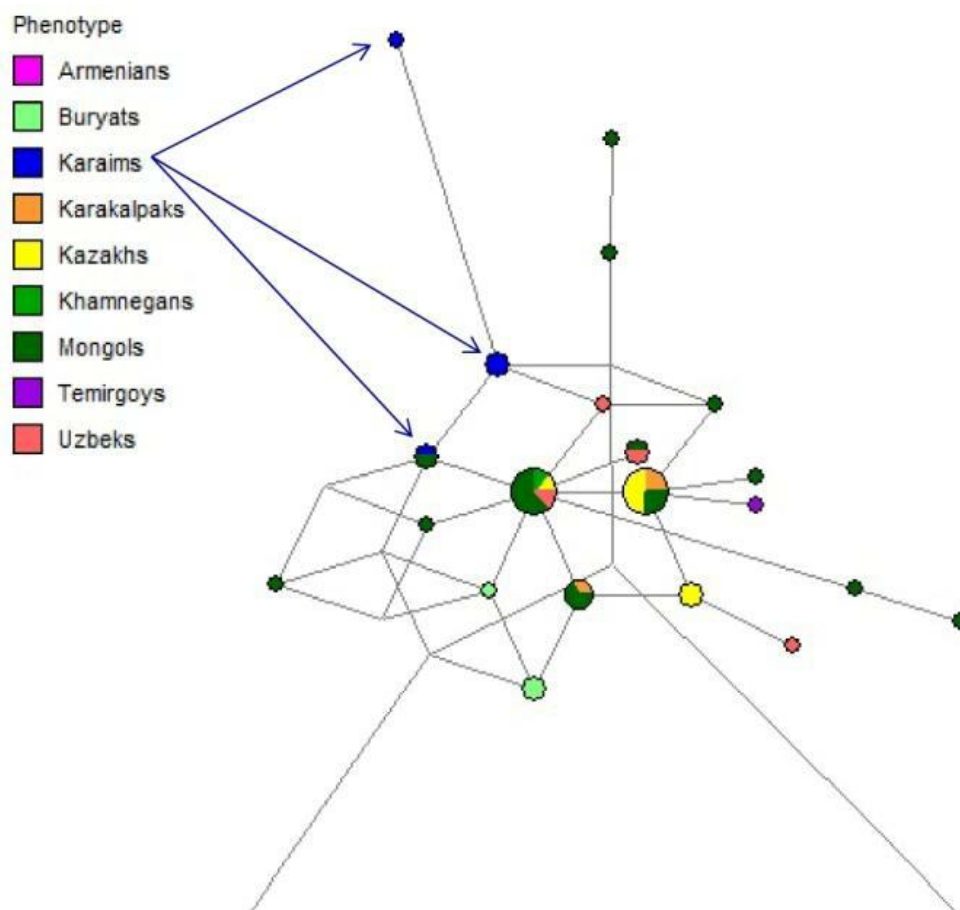 Phenotype
Armenians
Buryats
Karaims
Karakalpaks
Kazakhs
Khamnegans
Mongols
Temirgoys
Uzbeks